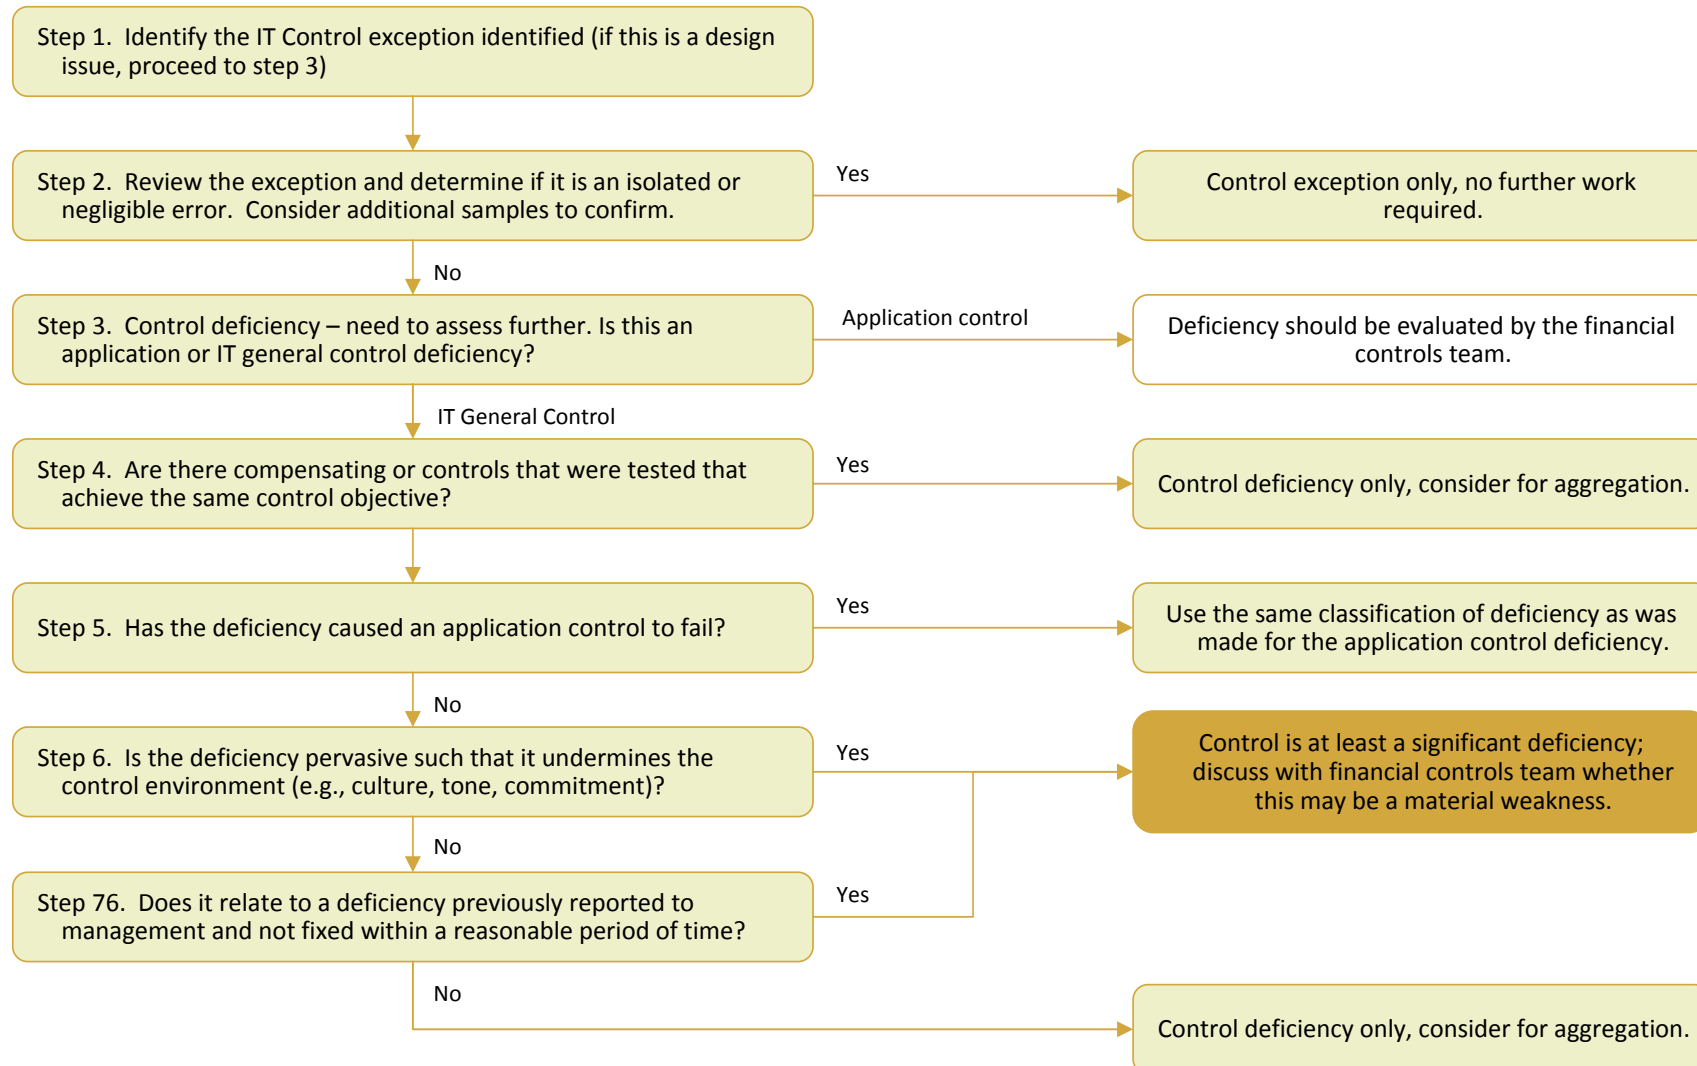 Step 1. Identify the IT Control exception identified (if this is a design
issue, proceed to step 3)
Step 2. Review the exception and determine if it is an isolated or
negligible error. Consider additional samples to confirm.
Yes
Control exception only, no further work
required.
No
Step 3. Control deficiency – need to assess further. Is this an
application or IT general control deficiency?
Application control
Deficiency should be evaluated by the financial
controls team.
IT General Control
Step 4. Are there compensating or controls that were tested that
achieve the same control objective?
Yes
Control deficiency only, consider for aggregation.
Step 5. Has the deficiency caused an application control to fail?
Yes
Use the same classification of deficiency as was
made for the application control deficiency.
No
Step 6. Is the deficiency pervasive such that it undermines the
control environment (e.g., culture, tone, commitment)?
Yes
Control is at least a significant deficiency;
discuss with financial controls team whether
this may be a material weakness.
No
Step 76. Does it relate to a deficiency previously reported to
management and not fixed within a reasonable period of time?
Yes
No
Control deficiency only, consider for aggregation.